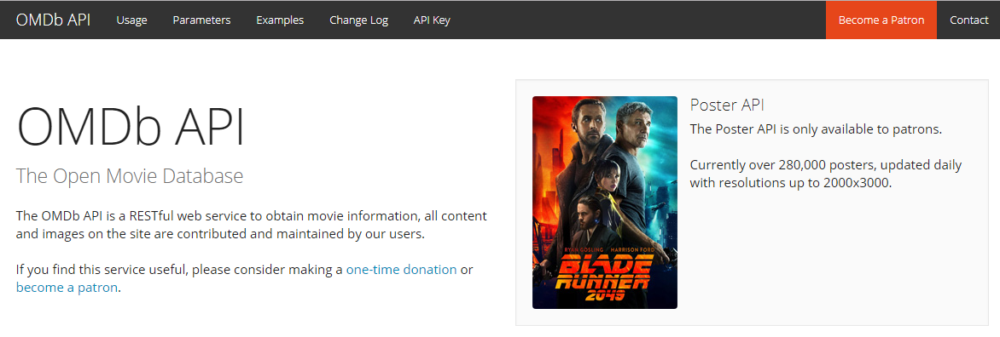 OMDb API Usage Parameters Examples Change Log API Key Become a Patron Contact
OMDb API
The Open Movie Database
The OMDb API is a RESTful web service to obtain movie information, all content
and images on the site are contributed and maintained by our users.
If you find this service useful, please consider making a one-time donation or
become a patron.
Poster API
The Poster API is only available to patrons.
Currently over 280,000 posters, updated daily
with resolutions up to 2000x3000.
RYAN GOSLING HARRISON FORD
BLADE
RUNNER
2049